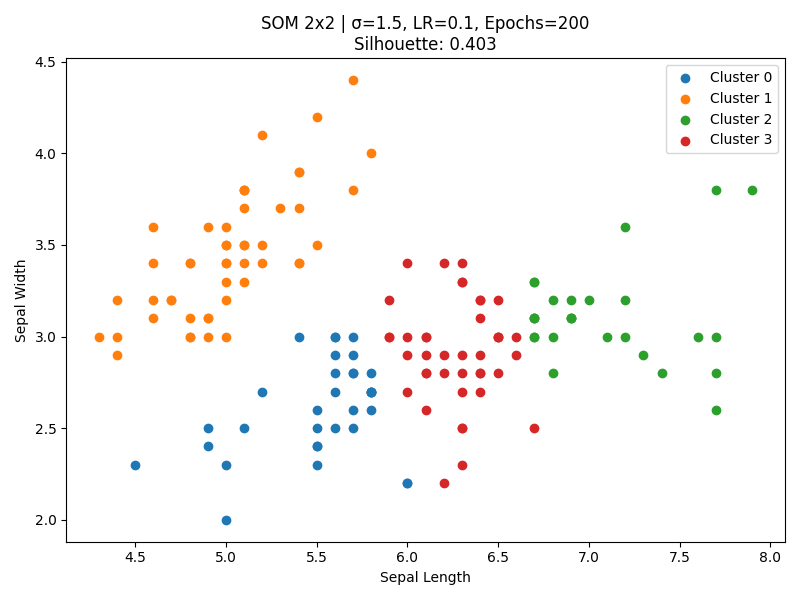 SOM 2x2 | σ=1.5, LR=0.1, Epochs=200
Silhouette: 0.403
Cluster 0
Cluster 1
Cluster 2
Cluster 3
Sepal Width
4.5
4.0
3.5
3.0
2.5
2.0
4.5 5.0 5.5 6.0 6.5 7.0 7.5 8.0
Sepal Length